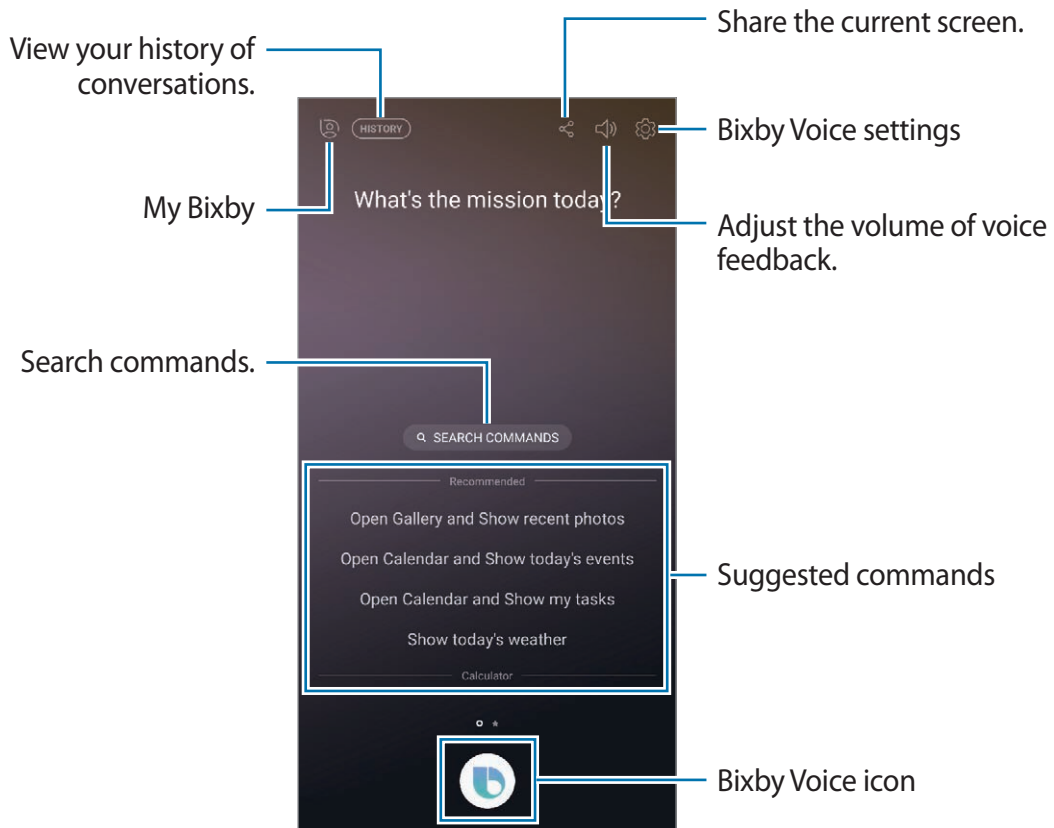 Share the current screen.
View your history of
conversations.
HISTORY
Bixby Voice settings
My Bixby
What's the mission today?
Adjust the volume of voice
feedback.
Search commands.
SEARCH COMMANDS
Recommended
Open Gallery and Show recent photos
Open Calendar and Show today's events
Open Calendar and Show my tasks
Show today's weather
Calculator
Suggested commands
Bixby Voice icon